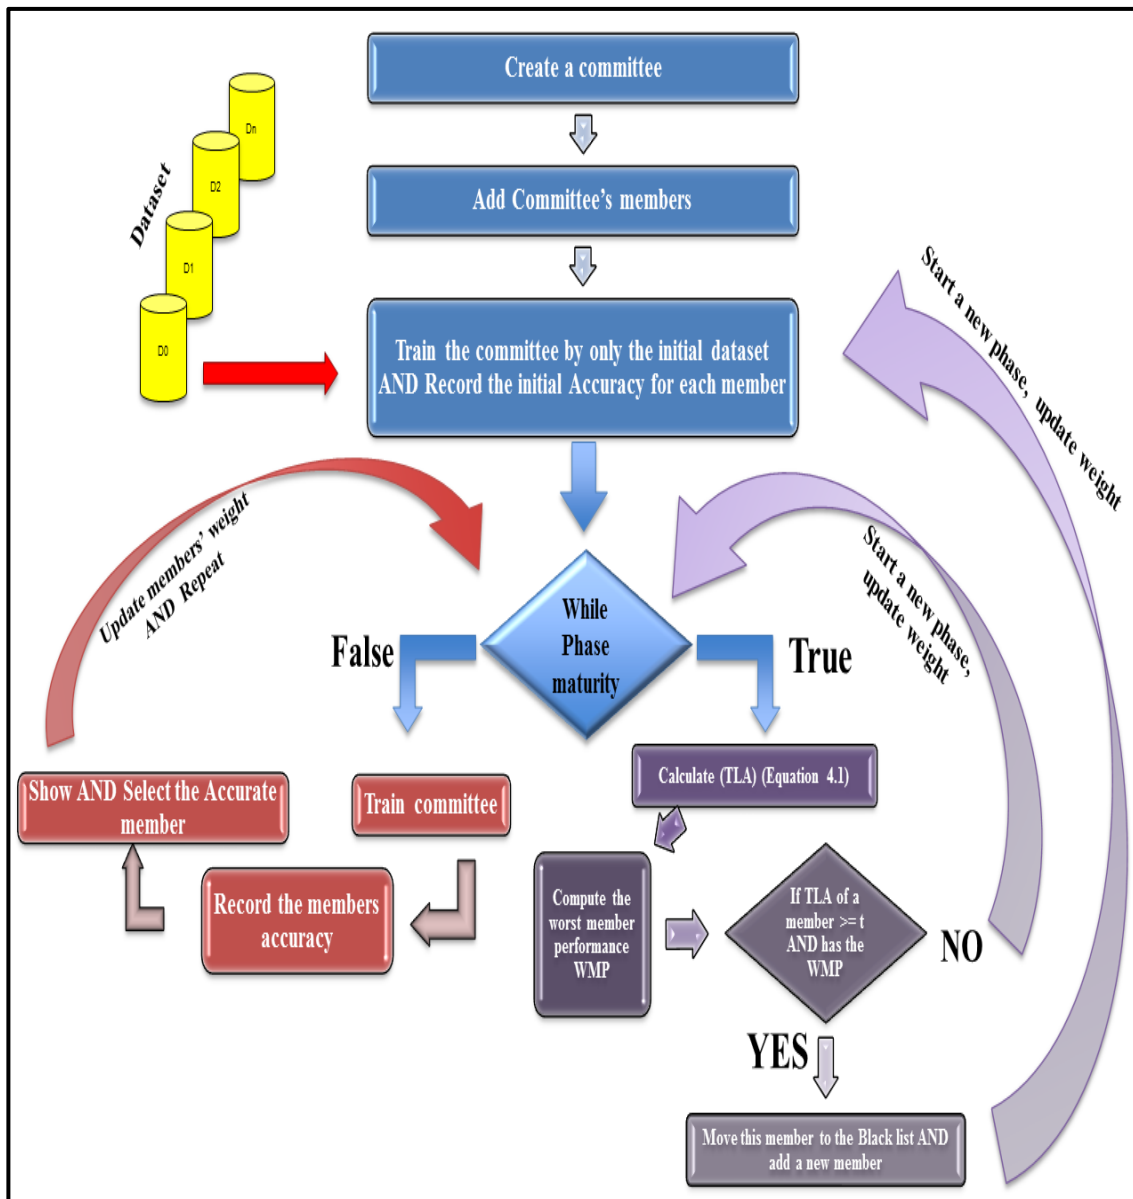 Create a committee
Dn
Add Committee's members
D2
Dataset
D1
D0
Train the committee by only the initial dataset
AND Record the initial Accuracy for each member
Start a new phase, update weight
Update members' weight
AND Repeat
Start a new phase,
update weight
While
Phase
maturity
False
True
Calculate (TLA) (Equation 4.1)
Show AND Select the Accurate
member
Train committee
Record the members
accuracy
Compute the
worst member
performance
WMP
If TLA of a
member >= t
AND has the
WMP
NO
YES
Move this member to the Black list AND
add a new member